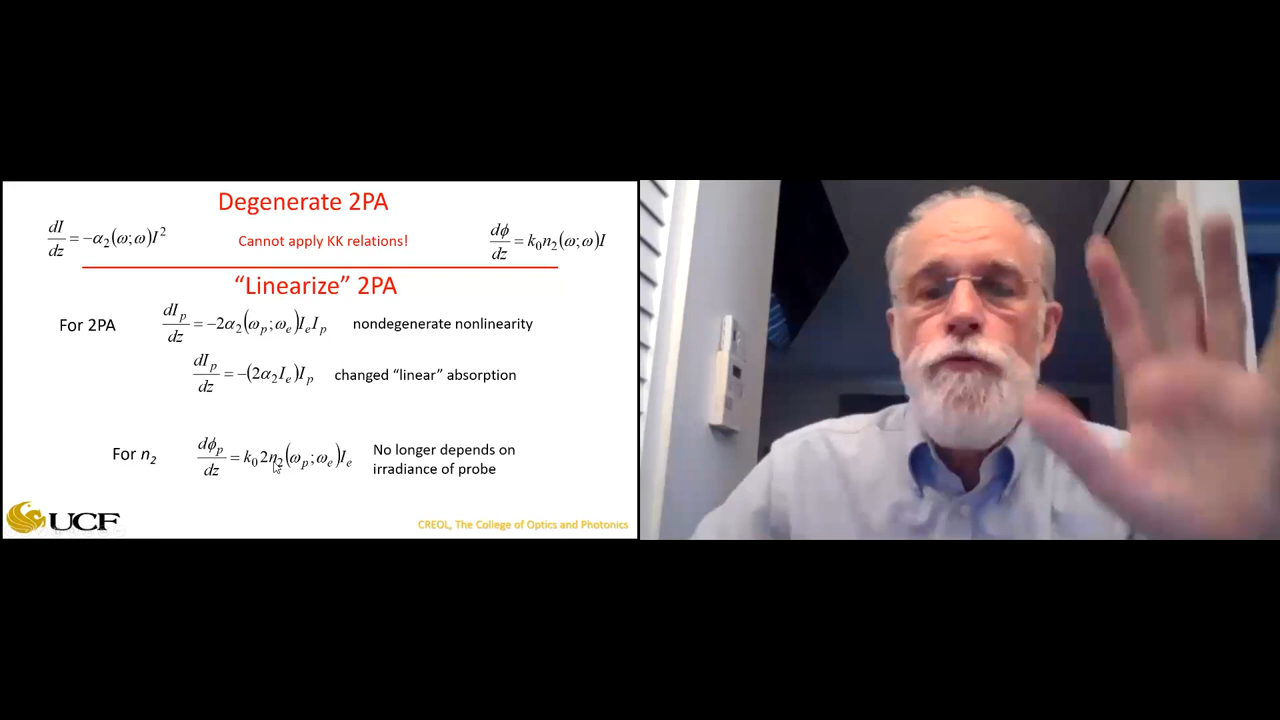 Degenerate 2PA
dI/dz = −α₂(ω;ω)I²
Cannot apply KK relations!
dϕ/dz = k₀n₂(ω;ω)I
“Linearize” 2PA
For 2PA
dIₚ/dz = −2α₂(ωₚ;ωₑ)IₑIₚ
nondegenerate nonlinearity
dIₚ/dz = −(2α₂Iₑ)Iₚ
changed “linear” absorption
For n₂
dϕₚ/dz = k₀2n₂(ωₚ;ωₑ)Iₑ
No longer depends on
irradiance of probe
UCF
CREOL, The College of Optics and Photonics